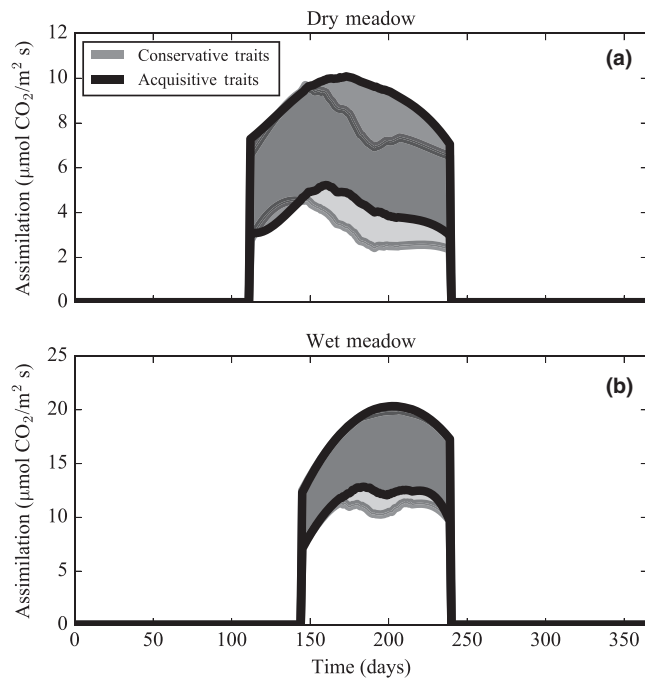 Dry meadow
12
10
8
6
4
2
0
Assimilation (μmol CO₂/m² s)
Conservative traits
Acquisitive traits
(a)
Wet meadow
25
20
15
10
5
0
Assimilation (μmol CO₂/m² s)
(b)
0 50 100 150 200 250 300 350
Time (days)